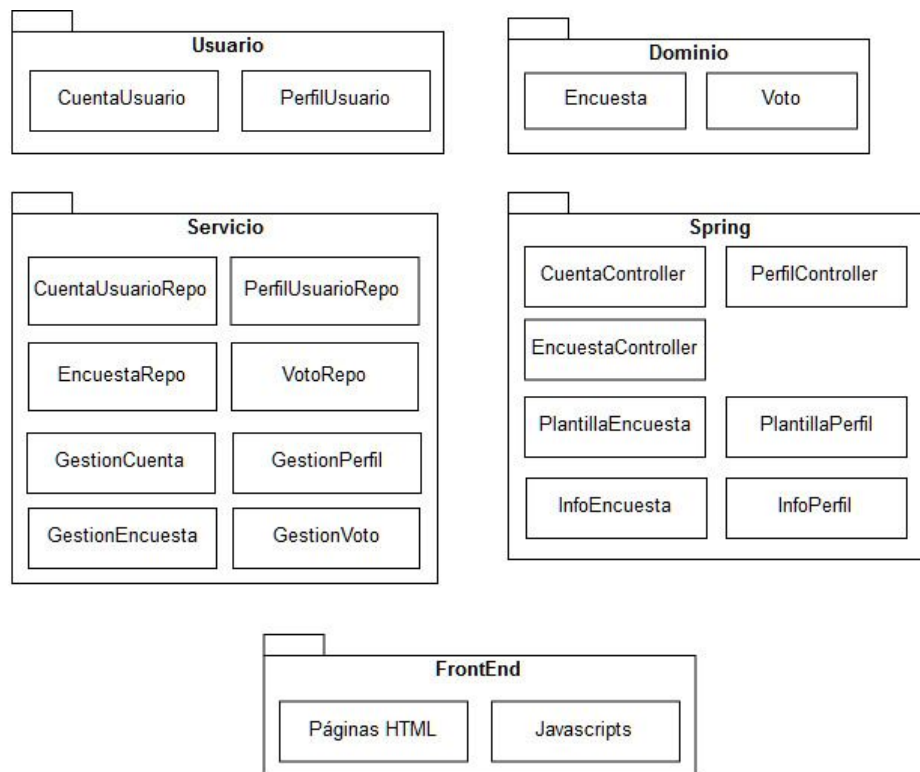 Usuario
CuentaUsuario
PerfilUsuario
Dominio
Encuesta
Voto
Servicio
CuentaUsuarioRepo
PerfilUsuarioRepo
EncuestaRepo
VotoRepo
GestionCuenta
GestionPerfil
GestionEncuesta
GestionVoto
Spring
CuentaController
PerfilController
EncuestaController
PlantillaEncuesta
PlantillaPerfil
InfoEncuesta
InfoPerfil
FrontEnd
Páginas HTML
Javascripts